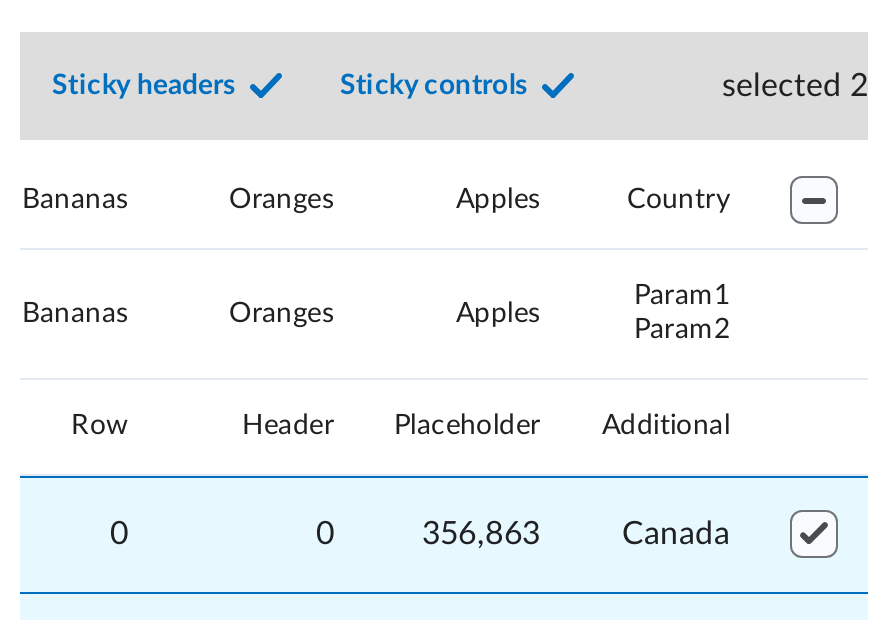 Sticky headers Sticky controls selected 2
Bananas Oranges Apples Country
Bananas Oranges Apples Param1
Param2
Row Header Placeholder Additional
0 0 356,863 Canada